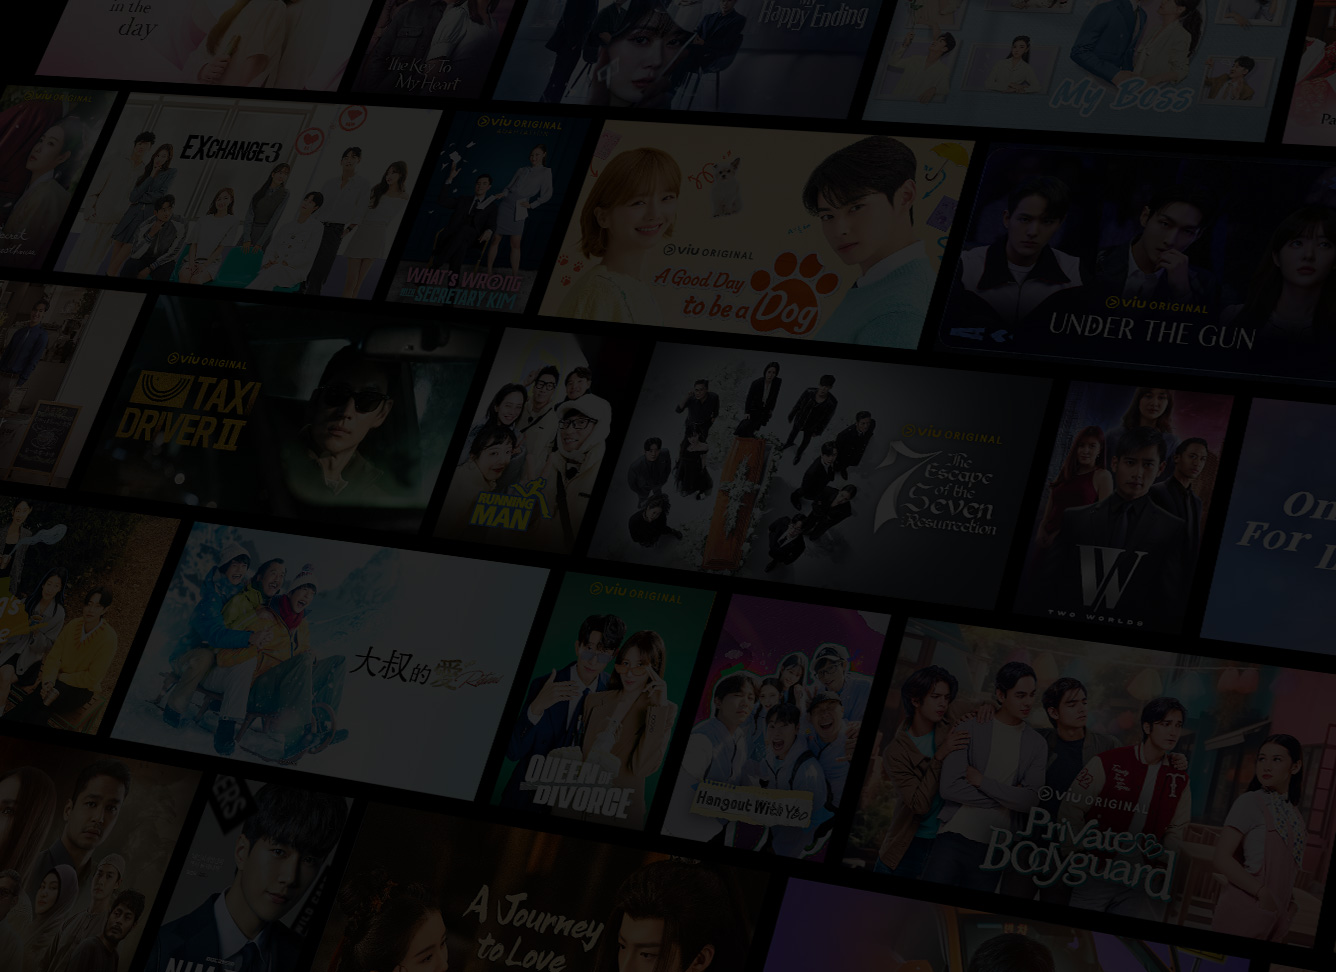 in the
day
The Key To
My Heart
Happy Ending
My Boss
viu ORIGINAL
Secret
EXCHANGE3
viu ORIGINAL
WHAT'S WRONG
WITH
SECRETARY KIM
viu ORIGINAL
A Good Day
to be a Dog
viu ORIGINAL
UNDER THE GUN
viu ORIGINAL
TAXI
DRIVER II
RUNNING
MAN
viu ORIGINAL
7 The
Escape
of the
Seven
Resurrection
W
TWO WORLDS
For
大叔的愛
viu ORIGINAL
QUEEN OF
DIVORCE
Hangout With Yoo
viu ORIGINAL
Private
Bodyguard
A Journey
to Love